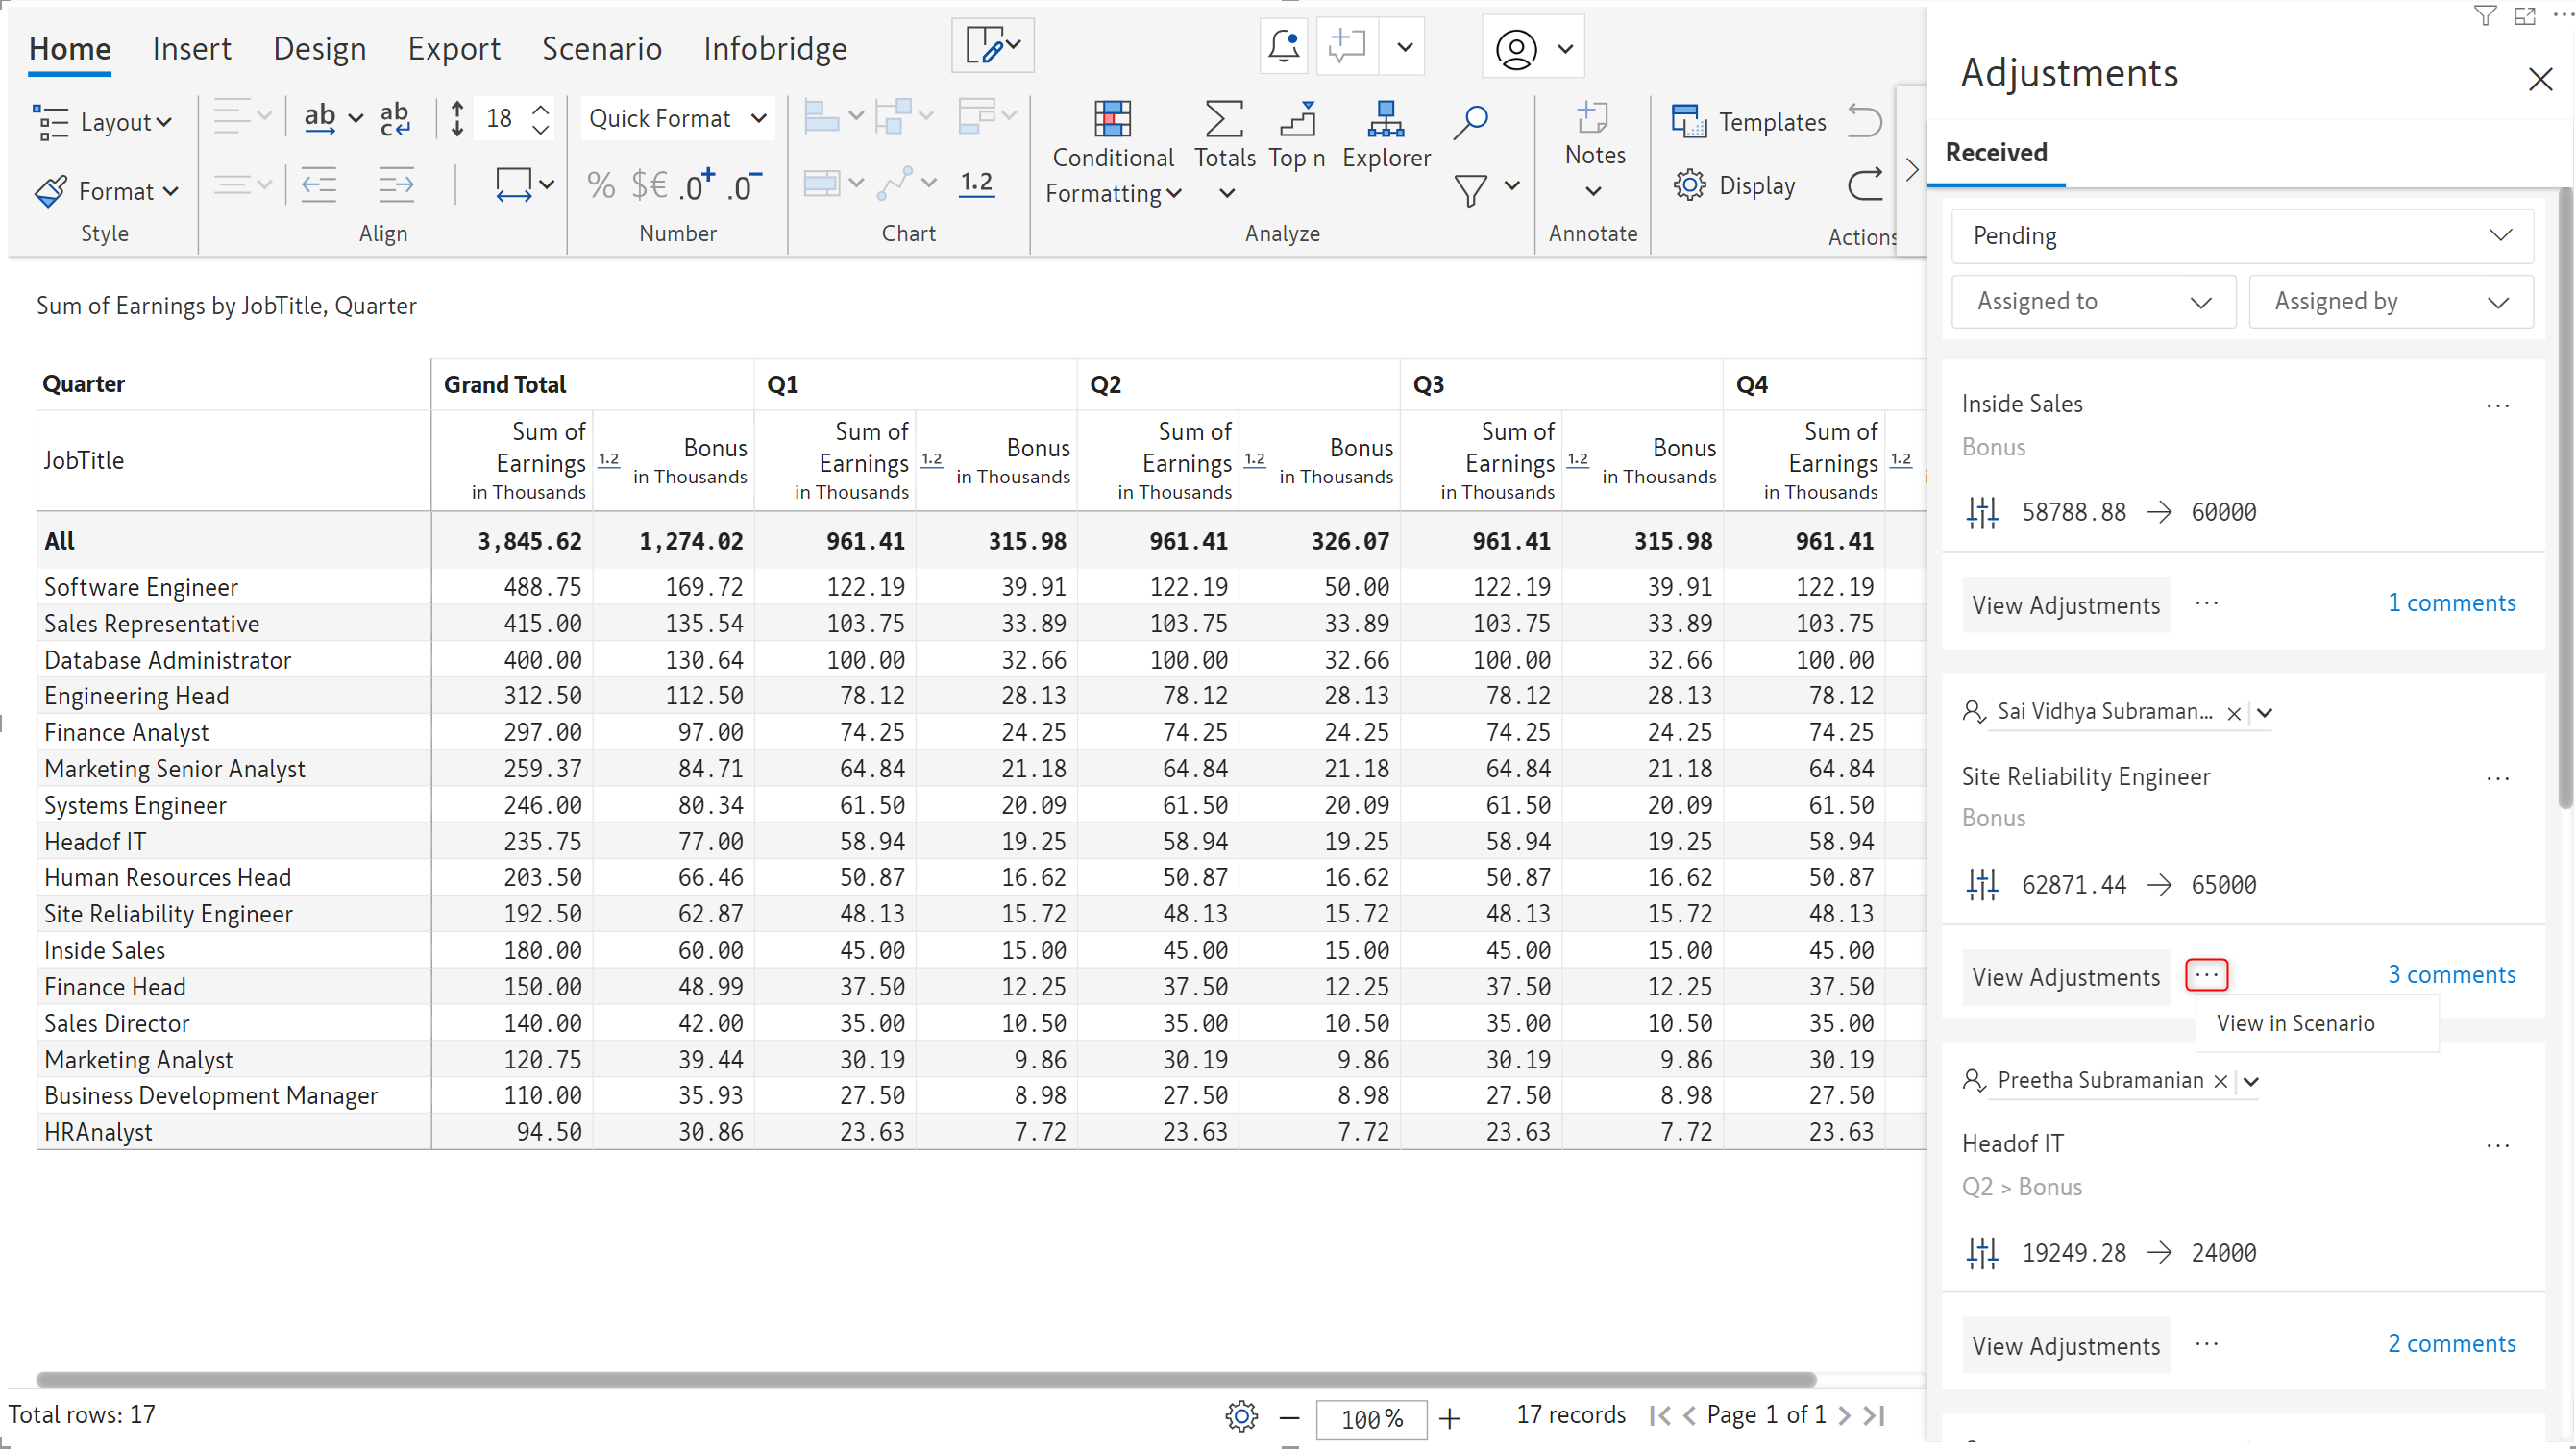 Home Insert Design Export Scenario Infobridge
Layout
ab
ab
c
18
Quick Format
Conditional
Formatting
Totals
Top n
Explorer
Notes
Templates
Format
% $€ .0+ .0−
1.2
Display
Style Align Number Chart Analyze Annotate Actions
Sum of Earnings by JobTitle, Quarter
Quarter Grand Total Q1 Q2 Q3 Q4
JobTitle Sum of Earnings in Thousands 1.2 Bonus in Thousands Sum of Earnings in Thousands 1.2 Bonus in Thousands Sum of Earnings in Thousands 1.2 Bonus in Thousands Sum of Earnings in Thousands 1.2 Bonus in Thousands Sum of Earnings in Thousands 1.2
All 3,845.62 1,274.02 961.41 315.98 961.41 326.07 961.41 315.98 961.41
Software Engineer 488.75 169.72 122.19 39.91 122.19 50.00 122.19 39.91 122.19
Sales Representative 415.00 135.54 103.75 33.89 103.75 33.89 103.75 33.89 103.75
Database Administrator 400.00 130.64 100.00 32.66 100.00 32.66 100.00 32.66 100.00
Engineering Head 312.50 112.50 78.12 28.13 78.12 28.13 78.12 28.13 78.12
Finance Analyst 297.00 97.00 74.25 24.25 74.25 24.25 74.25 24.25 74.25
Marketing Senior Analyst 259.37 84.71 64.84 21.18 64.84 21.18 64.84 21.18 64.84
Systems Engineer 246.00 80.34 61.50 20.09 61.50 20.09 61.50 20.09 61.50
Headof IT 235.75 77.00 58.94 19.25 58.94 19.25 58.94 19.25 58.94
Human Resources Head 203.50 66.46 50.87 16.62 50.87 16.62 50.87 16.62 50.87
Site Reliability Engineer 192.50 62.87 48.13 15.72 48.13 15.72 48.13 15.72 48.13
Inside Sales 180.00 60.00 45.00 15.00 45.00 15.00 45.00 15.00 45.00
Finance Head 150.00 48.99 37.50 12.25 37.50 12.25 37.50 12.25 37.50
Sales Director 140.00 42.00 35.00 10.50 35.00 10.50 35.00 10.50 35.00
Marketing Analyst 120.75 39.44 30.19 9.86 30.19 9.86 30.19 9.86 30.19
Business Development Manager 110.00 35.93 27.50 8.98 27.50 8.98 27.50 8.98 27.50
HRAnalyst 94.50 30.86 23.63 7.72 23.63 7.72 23.63 7.72 23.63
Total rows: 17
100%
17 records
Page 1 of 1
Adjustments
Received
Pending
Assigned to Assigned by
Inside Sales
Bonus
58788.88 → 60000
View Adjustments ... 1 comments
Sai Vidhya Subraman...
Site Reliability Engineer
Bonus
62871.44 → 65000
View Adjustments ... 3 comments
View in Scenario
Preetha Subramanian
Headof IT
Q2 > Bonus
19249.28 → 24000
View Adjustments ... 2 comments